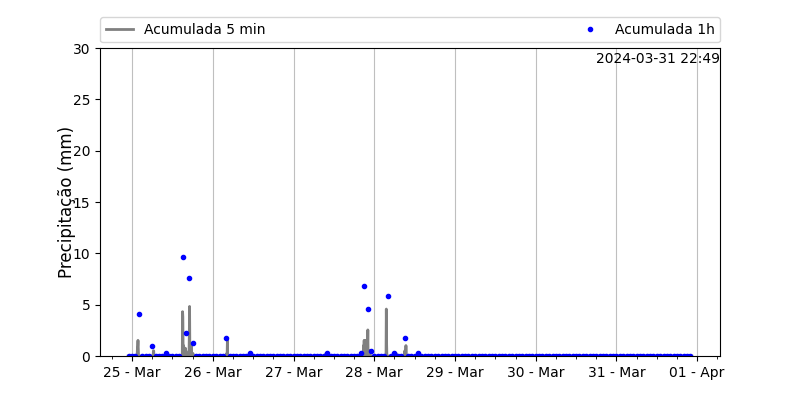 Acumulada 5 min
Acumulada 1h
2024-03-31 22:49
Precipitação (mm)
30
25
20
15
10
5
0
25 - Mar
26 - Mar
27 - Mar
28 - Mar
29 - Mar
30 - Mar
31 - Mar
01 - Apr